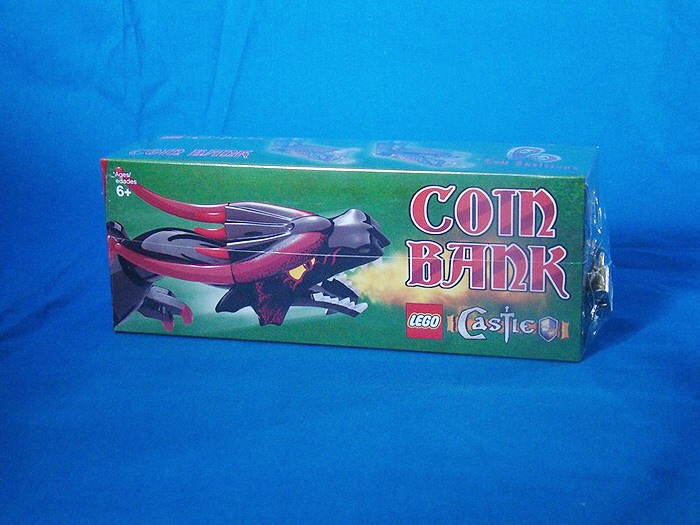 COIN BANK
Ages/
edades
6+
COIN
BANK
LEGO Castle